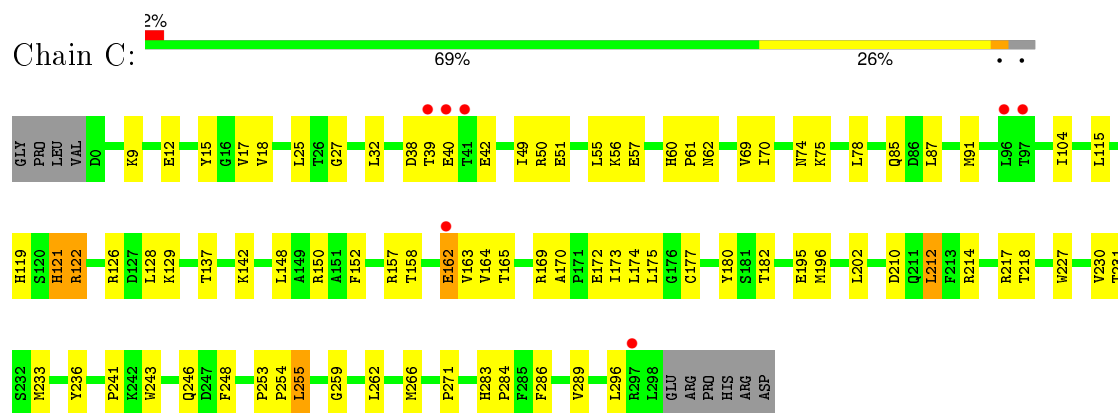 2%
Chain C:
69% 26% • •
GLY PRO LEU VAL D0 K9 E12 Y15 G16 V17 V18 L25 T26 G27 L32 D38 T39 E40 T41 E42 I49 R50 E51 L55 K56 E57 H60 P61 N62 V69 I70 N74 K75 L78 Q85 D86 L87 M91 L96 T97 I104 L115
H119 S120 H121 R122 R126 D127 L128 K129 T137 K142 L148 A149 R150 A151 F152 R157 T158 E162 V163 V164 T165 R169 A170 P171 E172 I173 L174 L175 G176 C177 Y180 S181 T182 E195 M196 L202 D210 Q211 L212 F213 R214 R217 T218 W227 V230 T231
S232 M233 Y236 P241 K242 W243 Q246 D247 F248 P253 P254 L255 G259 L262 M266 P271 H283 P284 F285 F286 V289 L296 R297 L298 GLU ARG PRO HIS ARG ASP